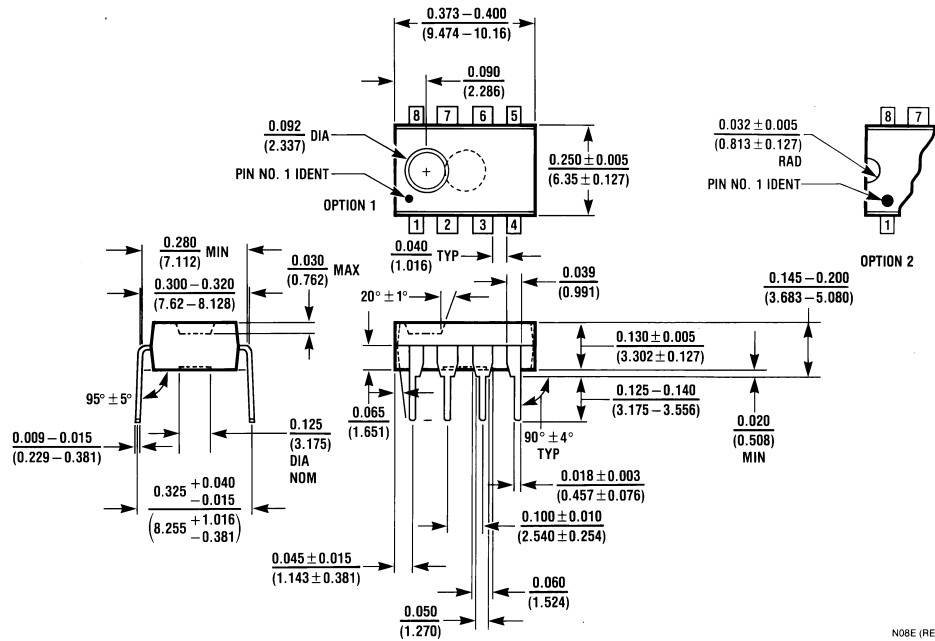 0.373 – 0.400
(9.474 – 10.16)
0.090
(2.286)
8 7 6 5
0.092 DIA
(2.337)
PIN NO. 1 IDENT
OPTION 1
+
1 2 3 4
0.250 ± 0.005
(6.35 ± 0.127)
8 7
0.032 ± 0.005
(0.813 ± 0.127)
RAD
PIN NO. 1 IDENT
1
OPTION 2
0.280 MIN
(7.112)
0.300 – 0.320
(7.62 – 8.128)
0.030 MAX
(0.762)
0.040 TYP
(1.016)
20° ± 1°
0.039
(0.991)
0.145 – 0.200
(3.683 – 5.080)
0.130 ± 0.005
(3.302 ± 0.127)
0.125 – 0.140
(3.175 – 3.556)
0.020
(0.508)
MIN
95° ± 5°
0.009 – 0.015
(0.229 – 0.381)
0.125
(3.175)
DIA
NOM
0.065
(1.651)
90° ± 4°
TYP
0.018 ± 0.003
(0.457 ± 0.076)
0.325 +0.040
−0.015
(8.255 +1.016
−0.381)
0.100 ± 0.010
(2.540 ± 0.254)
0.045 ± 0.015
(1.143 ± 0.381)
0.060
(1.524)
0.050
(1.270)
N08E (RE